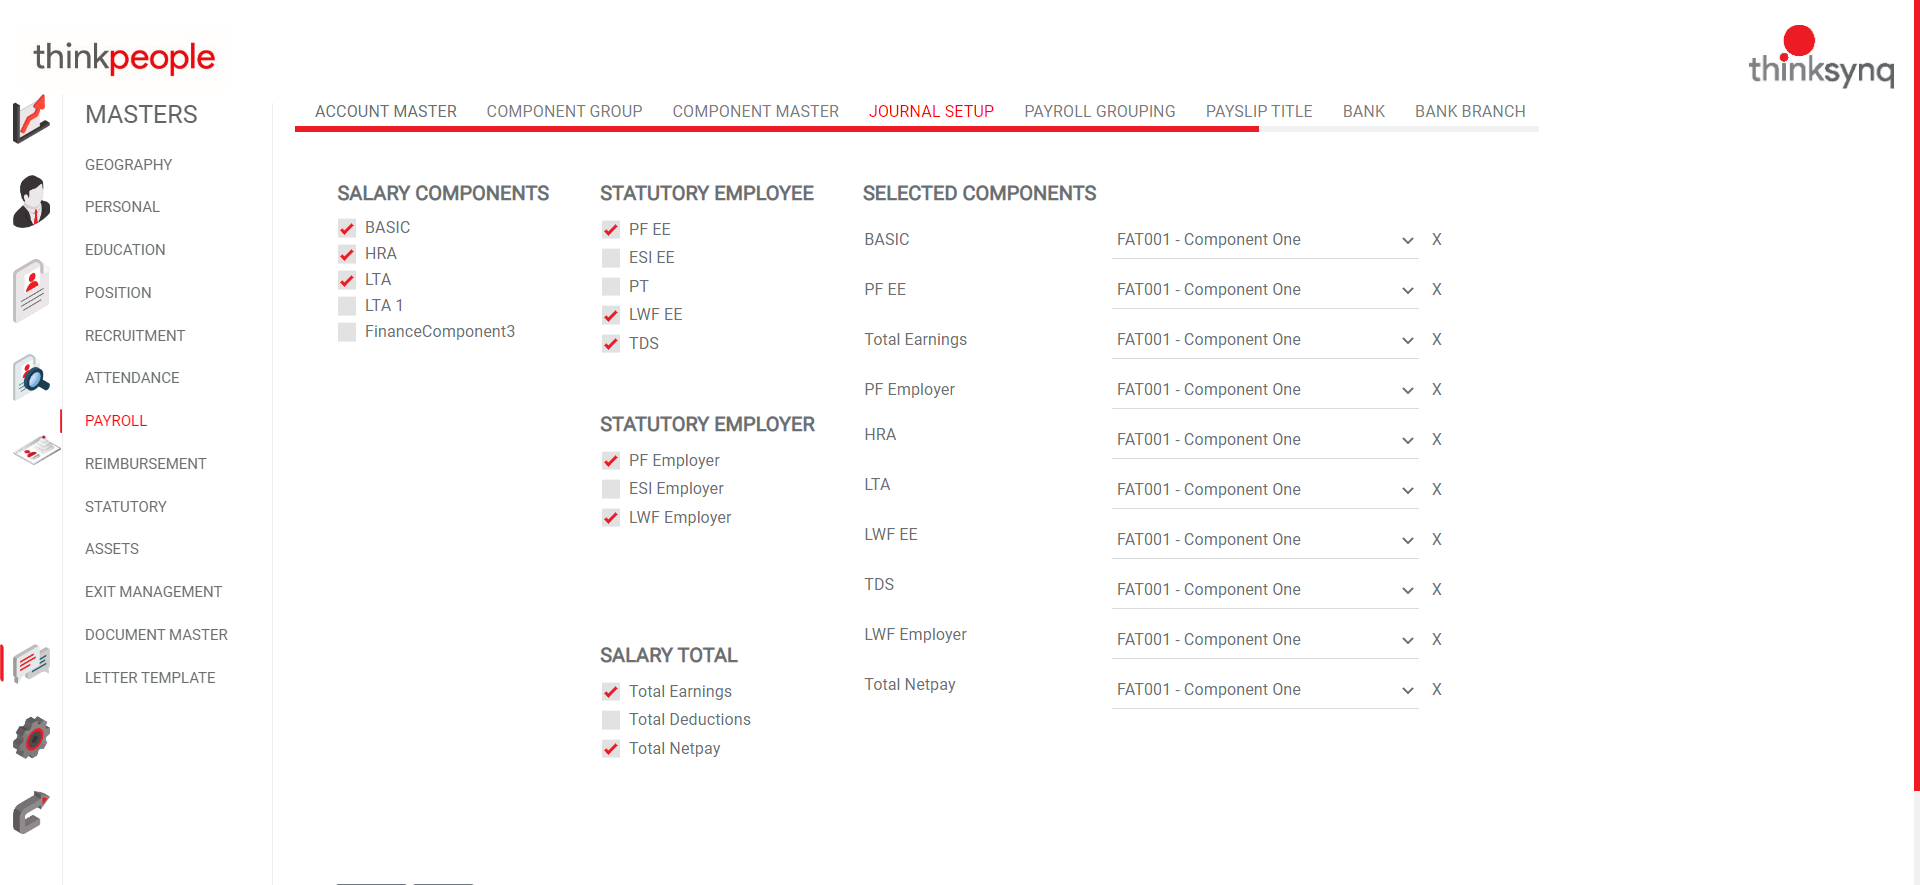 thinkpeople
thinksynq
MASTERS
GEOGRAPHY
PERSONAL
EDUCATION
POSITION
RECRUITMENT
ATTENDANCE
PAYROLL
REIMBURSEMENT
STATUTORY
ASSETS
EXIT MANAGEMENT
DOCUMENT MASTER
LETTER TEMPLATE
ACCOUNT MASTER COMPONENT GROUP COMPONENT MASTER JOURNAL SETUP PAYROLL GROUPING PAYSLIP TITLE BANK BANK BRANCH
SALARY COMPONENTS
BASIC
HRA
LTA
LTA 1
FinanceComponent3
STATUTORY EMPLOYEE
PF EE
ESI EE
PT
LWF EE
TDS
STATUTORY EMPLOYER
PF Employer
ESI Employer
LWF Employer
SALARY TOTAL
Total Earnings
Total Deductions
Total Netpay
SELECTED COMPONENTS
BASIC FAT001 - Component One X
PF EE FAT001 - Component One X
Total Earnings FAT001 - Component One X
PF Employer FAT001 - Component One X
HRA FAT001 - Component One X
LTA FAT001 - Component One X
LWF EE FAT001 - Component One X
TDS FAT001 - Component One X
LWF Employer FAT001 - Component One X
Total Netpay FAT001 - Component One X